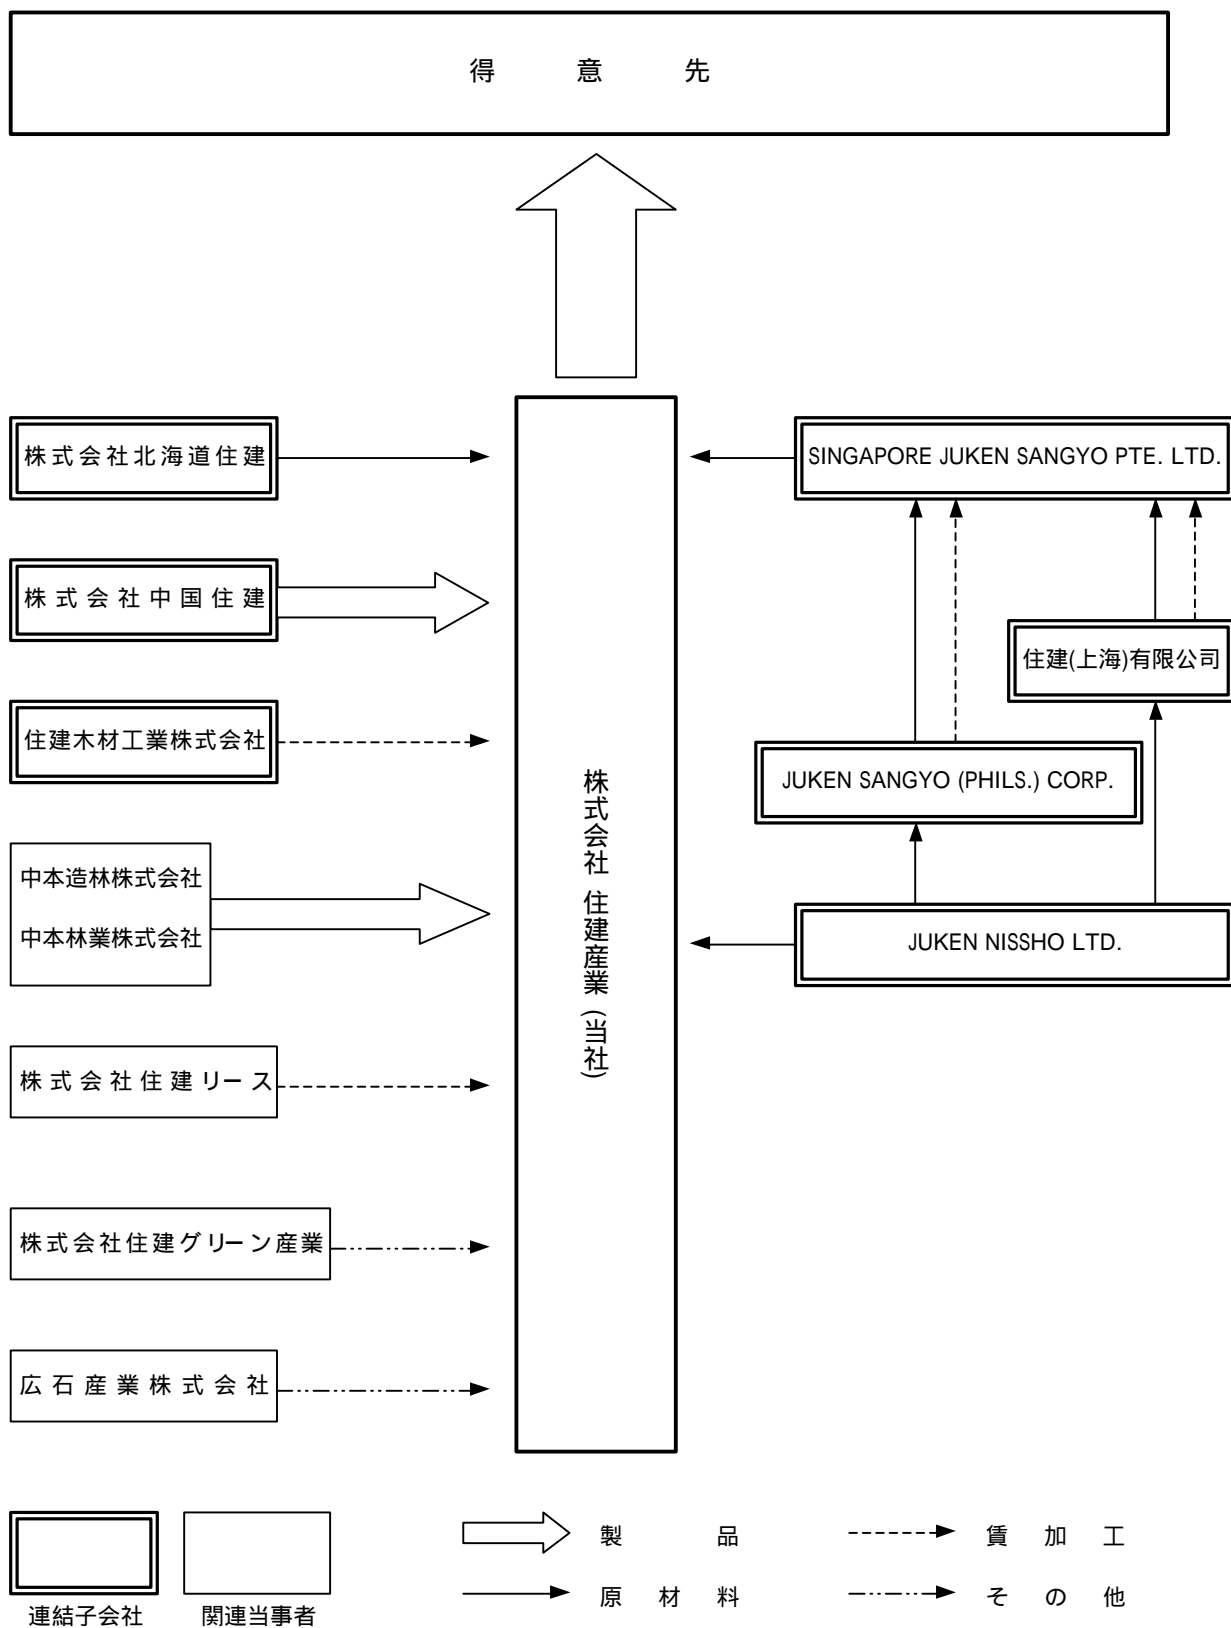 得意先
株式会社北海道住建
株式会社中国住建
住建木材工業株式会社
中本造林株式会社
中本林業株式会社
株式会社住建リース
株式会社住建グリーン産業
広石産業株式会社
株式会社 住建産業(当社)
SINGAPORE JUKEN SANGYO PTE. LTD.
住建(上海)有限公司
JUKEN SANGYO (PHILS.) CORP.
JUKEN NISSHO LTD.
連結子会社
関連当事者
製品
原材料
賃加工
その他